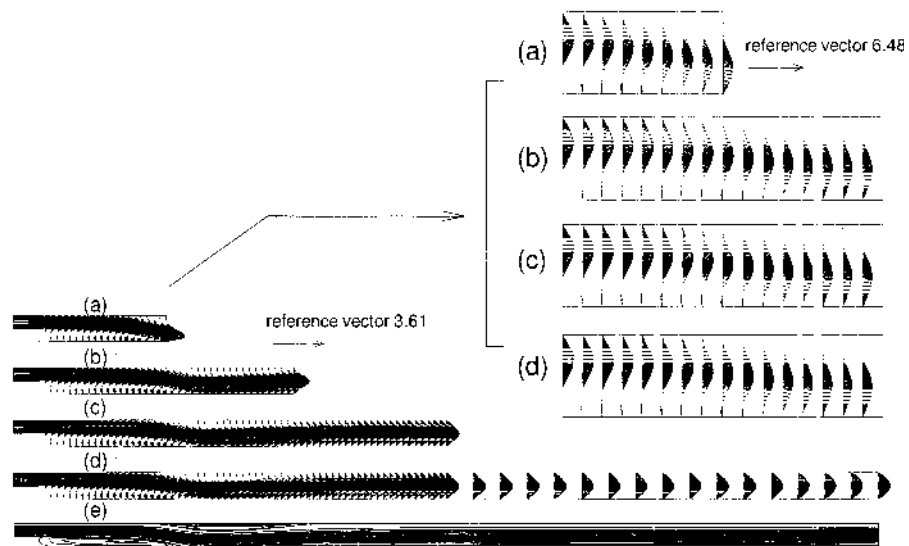 (a)
reference vector 6.48
(b)
(c)
(d)
(a)
reference vector 3.61
(b)
(c)
(d)
(e)